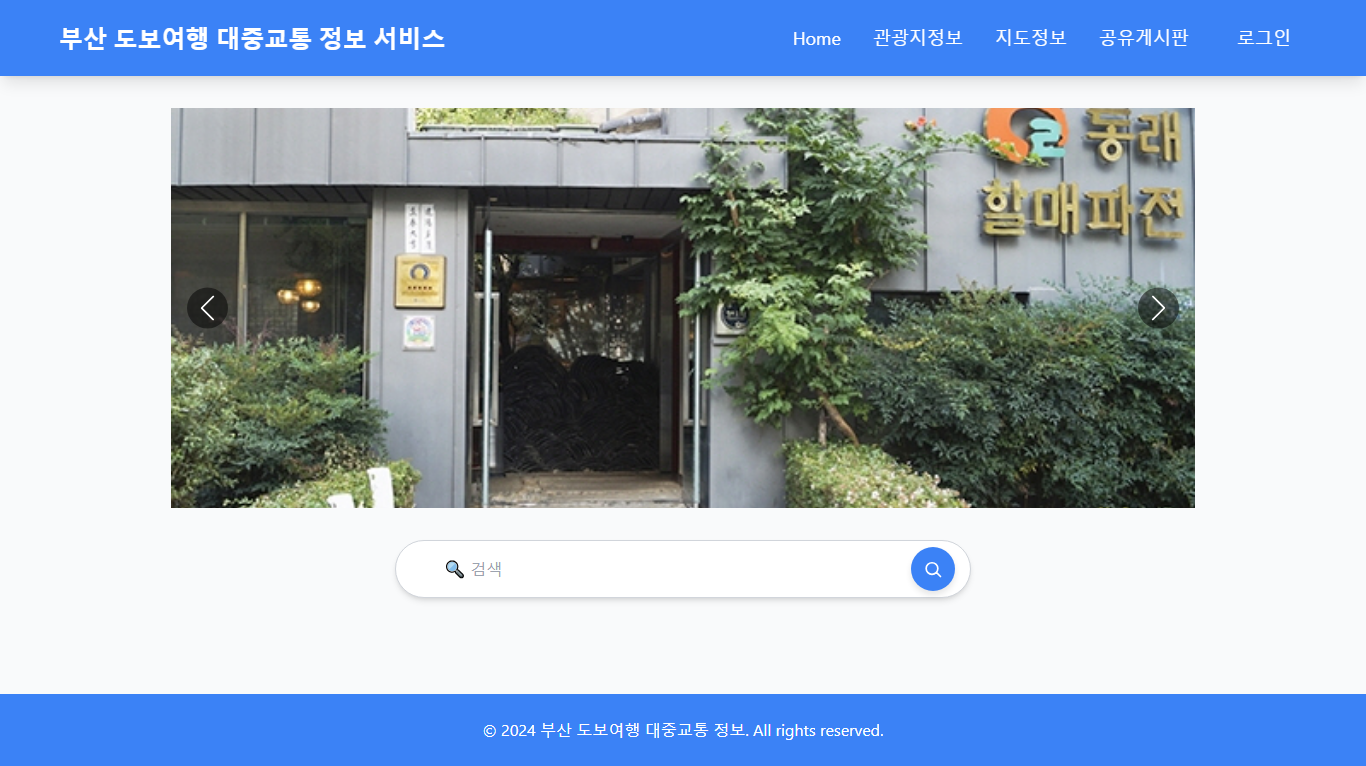 부산 도보여행 대중교통 정보 서비스
Home 관광지정보 지도정보 공유게시판 로그인
동래
할매파전
🔍 검색
© 2024 부산 도보여행 대중교통 정보. All rights reserved.